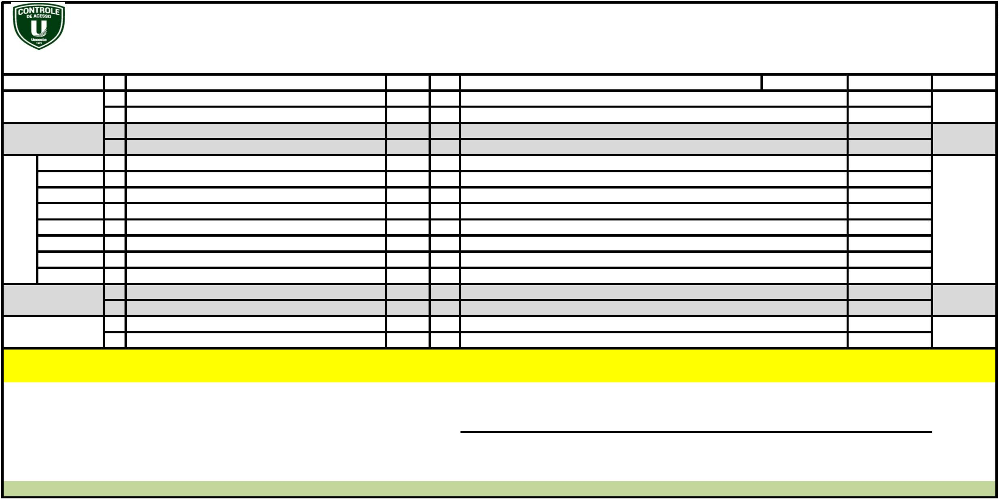 CONTROLE
DE ACESSO
U
Unoeste
1972